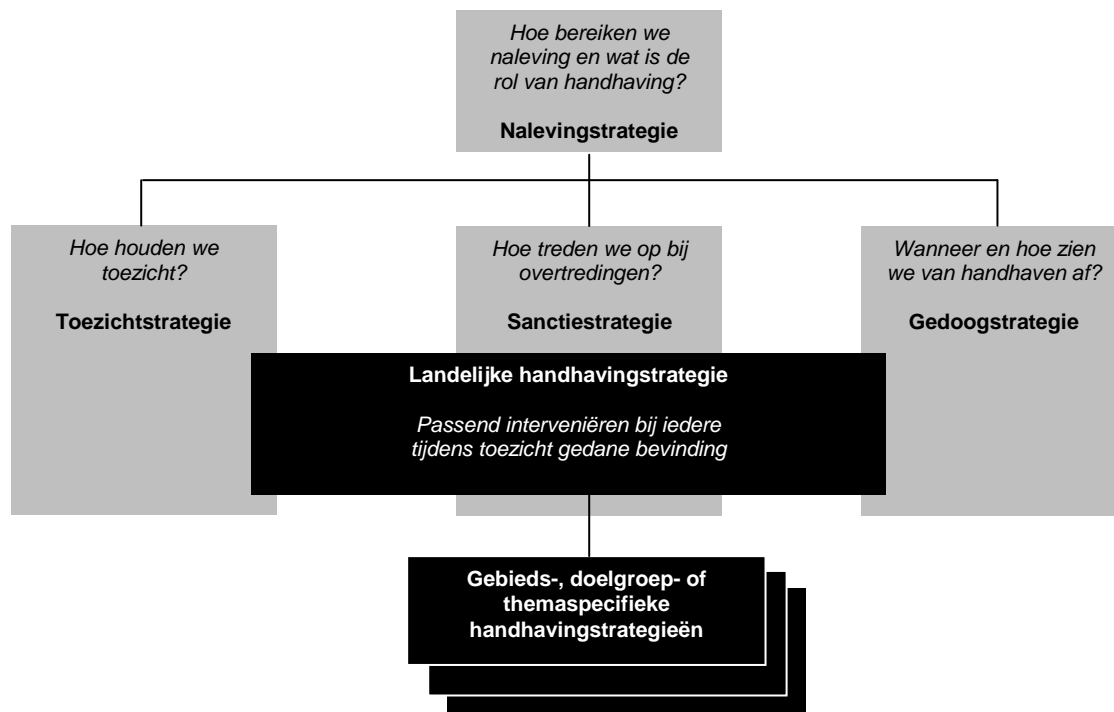 Hoe bereiken we
naleving en wat is de
rol van handhaving?
Nalevingstrategie
Hoe houden we
toezicht?
Toezichtstrategie
Hoe treden we op bij
overtredingen?
Sanctiestrategie
Wanneer en hoe zien
we van handhaven af?
Gedoogstrategie
Landelijke handhavingstrategie
Passend interveniëren bij iedere
tijdens toezicht gedane bevinding
Gebieds-, doelgroep- of
themaspecifieke
handhavingstrategieën